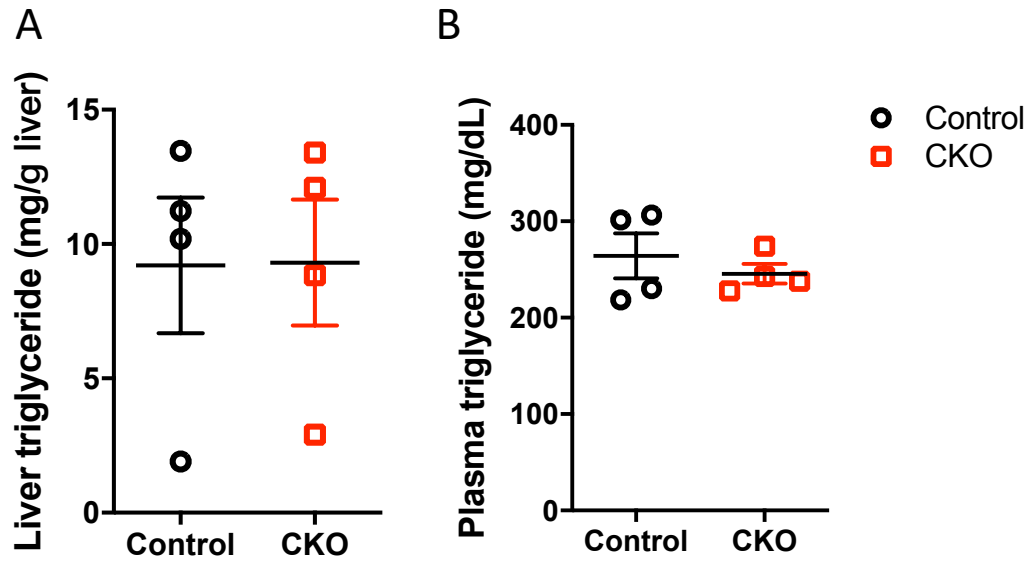 A
Liver triglyceride (mg/g liver)
15
10
5
0
Control
CKO
B
Plasma triglyceride (mg/dL)
400
300
200
100
0
Control
CKO
Control
CKO